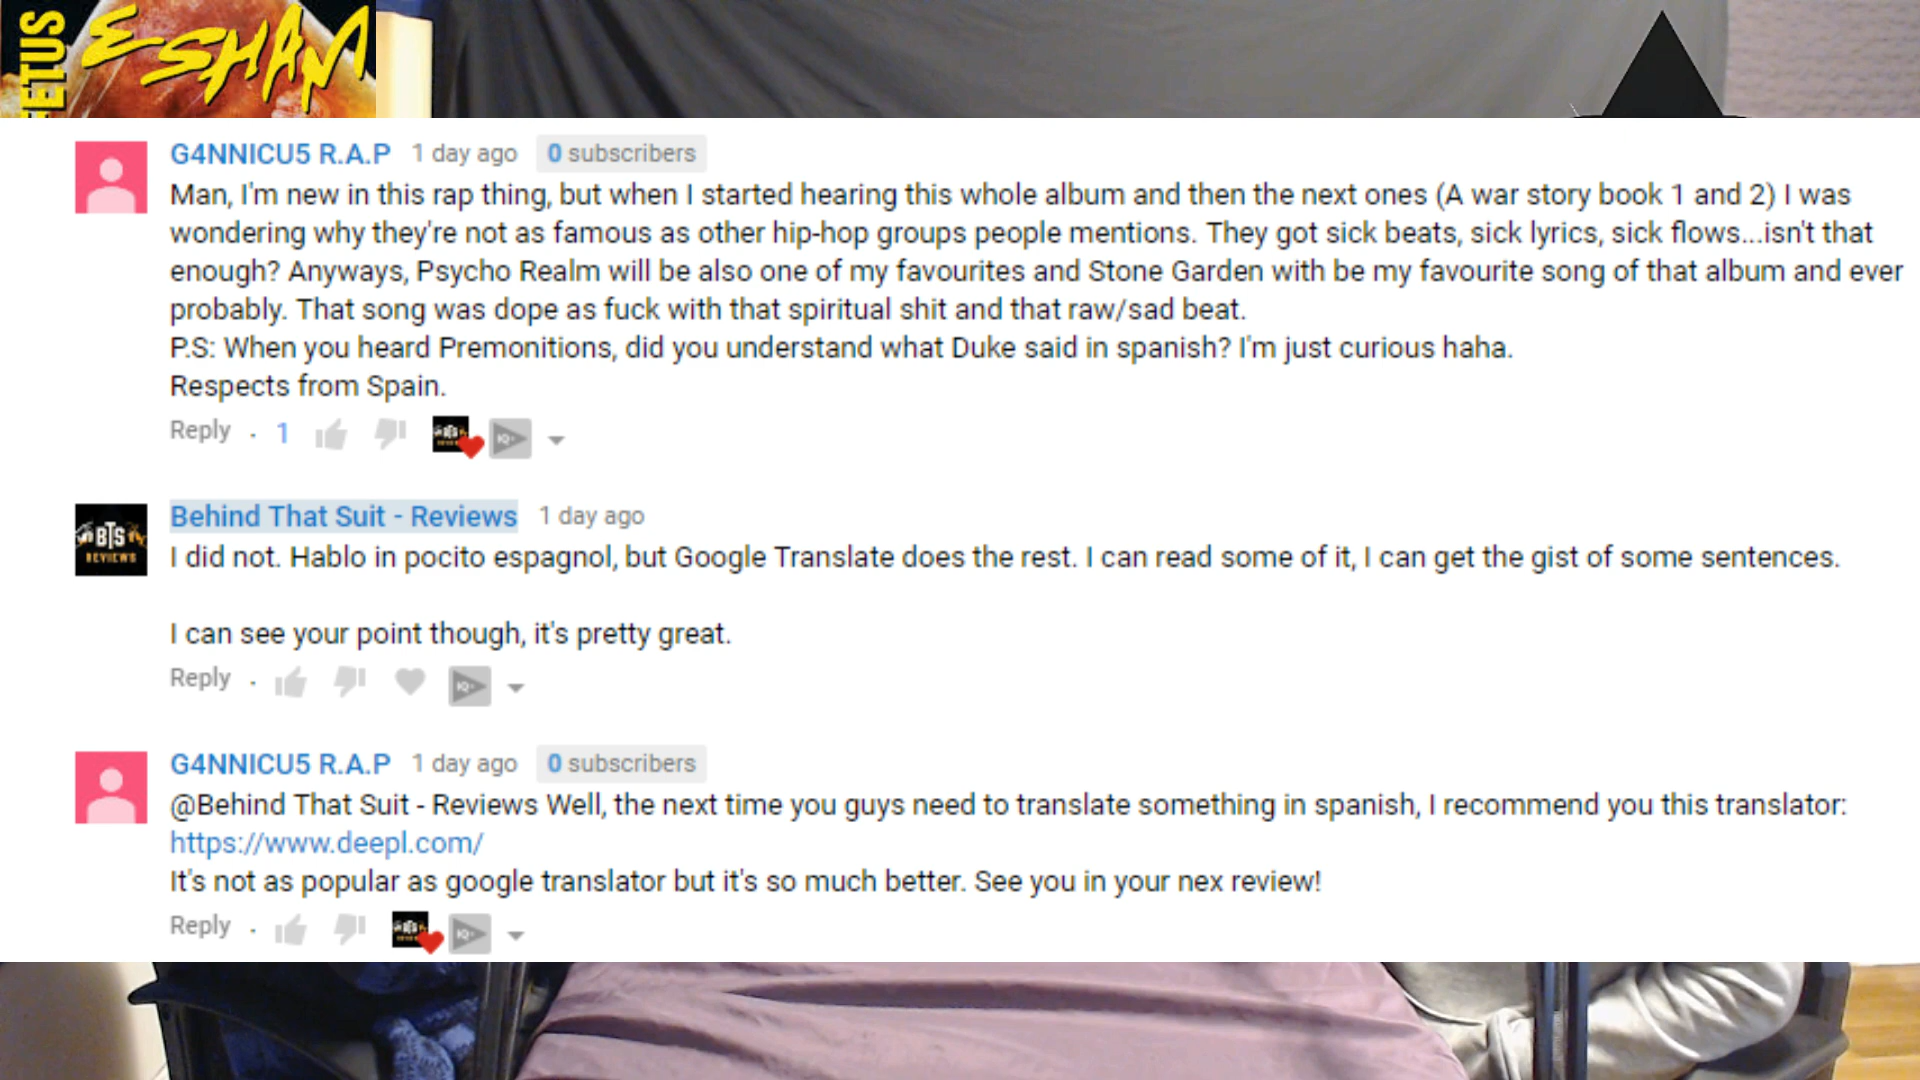 ETUS
ESHAM
G4NNICU5 R.A.P 1 day ago 0 subscribers
Man, I'm new in this rap thing, but when I started hearing this whole album and then the next ones (A war story book 1 and 2) I was
wondering why they're not as famous as other hip-hop groups people mentions. They got sick beats, sick lyrics, sick flows...isn't that
enough? Anyways, Psycho Realm will be also one of my favourites and Stone Garden with be my favourite song of that album and ever
probably. That song was dope as fuck with that spiritual shit and that raw/sad beat.
P.S: When you heard Premonitions, did you understand what Duke said in spanish? I'm just curious haha.
Respects from Spain.
Reply . 1
Behind That Suit - Reviews 1 day ago
BTS
REVIEWS
I did not. Hablo in pocito espagnol, but Google Translate does the rest. I can read some of it, I can get the gist of some sentences.
I can see your point though, it's pretty great.
Reply .
G4NNICU5 R.A.P 1 day ago 0 subscribers
@Behind That Suit - Reviews Well, the next time you guys need to translate something in spanish, I recommend you this translator:
https://www.deepl.com/
It's not as popular as google translator but it's so much better. See you in your nex review!
Reply .